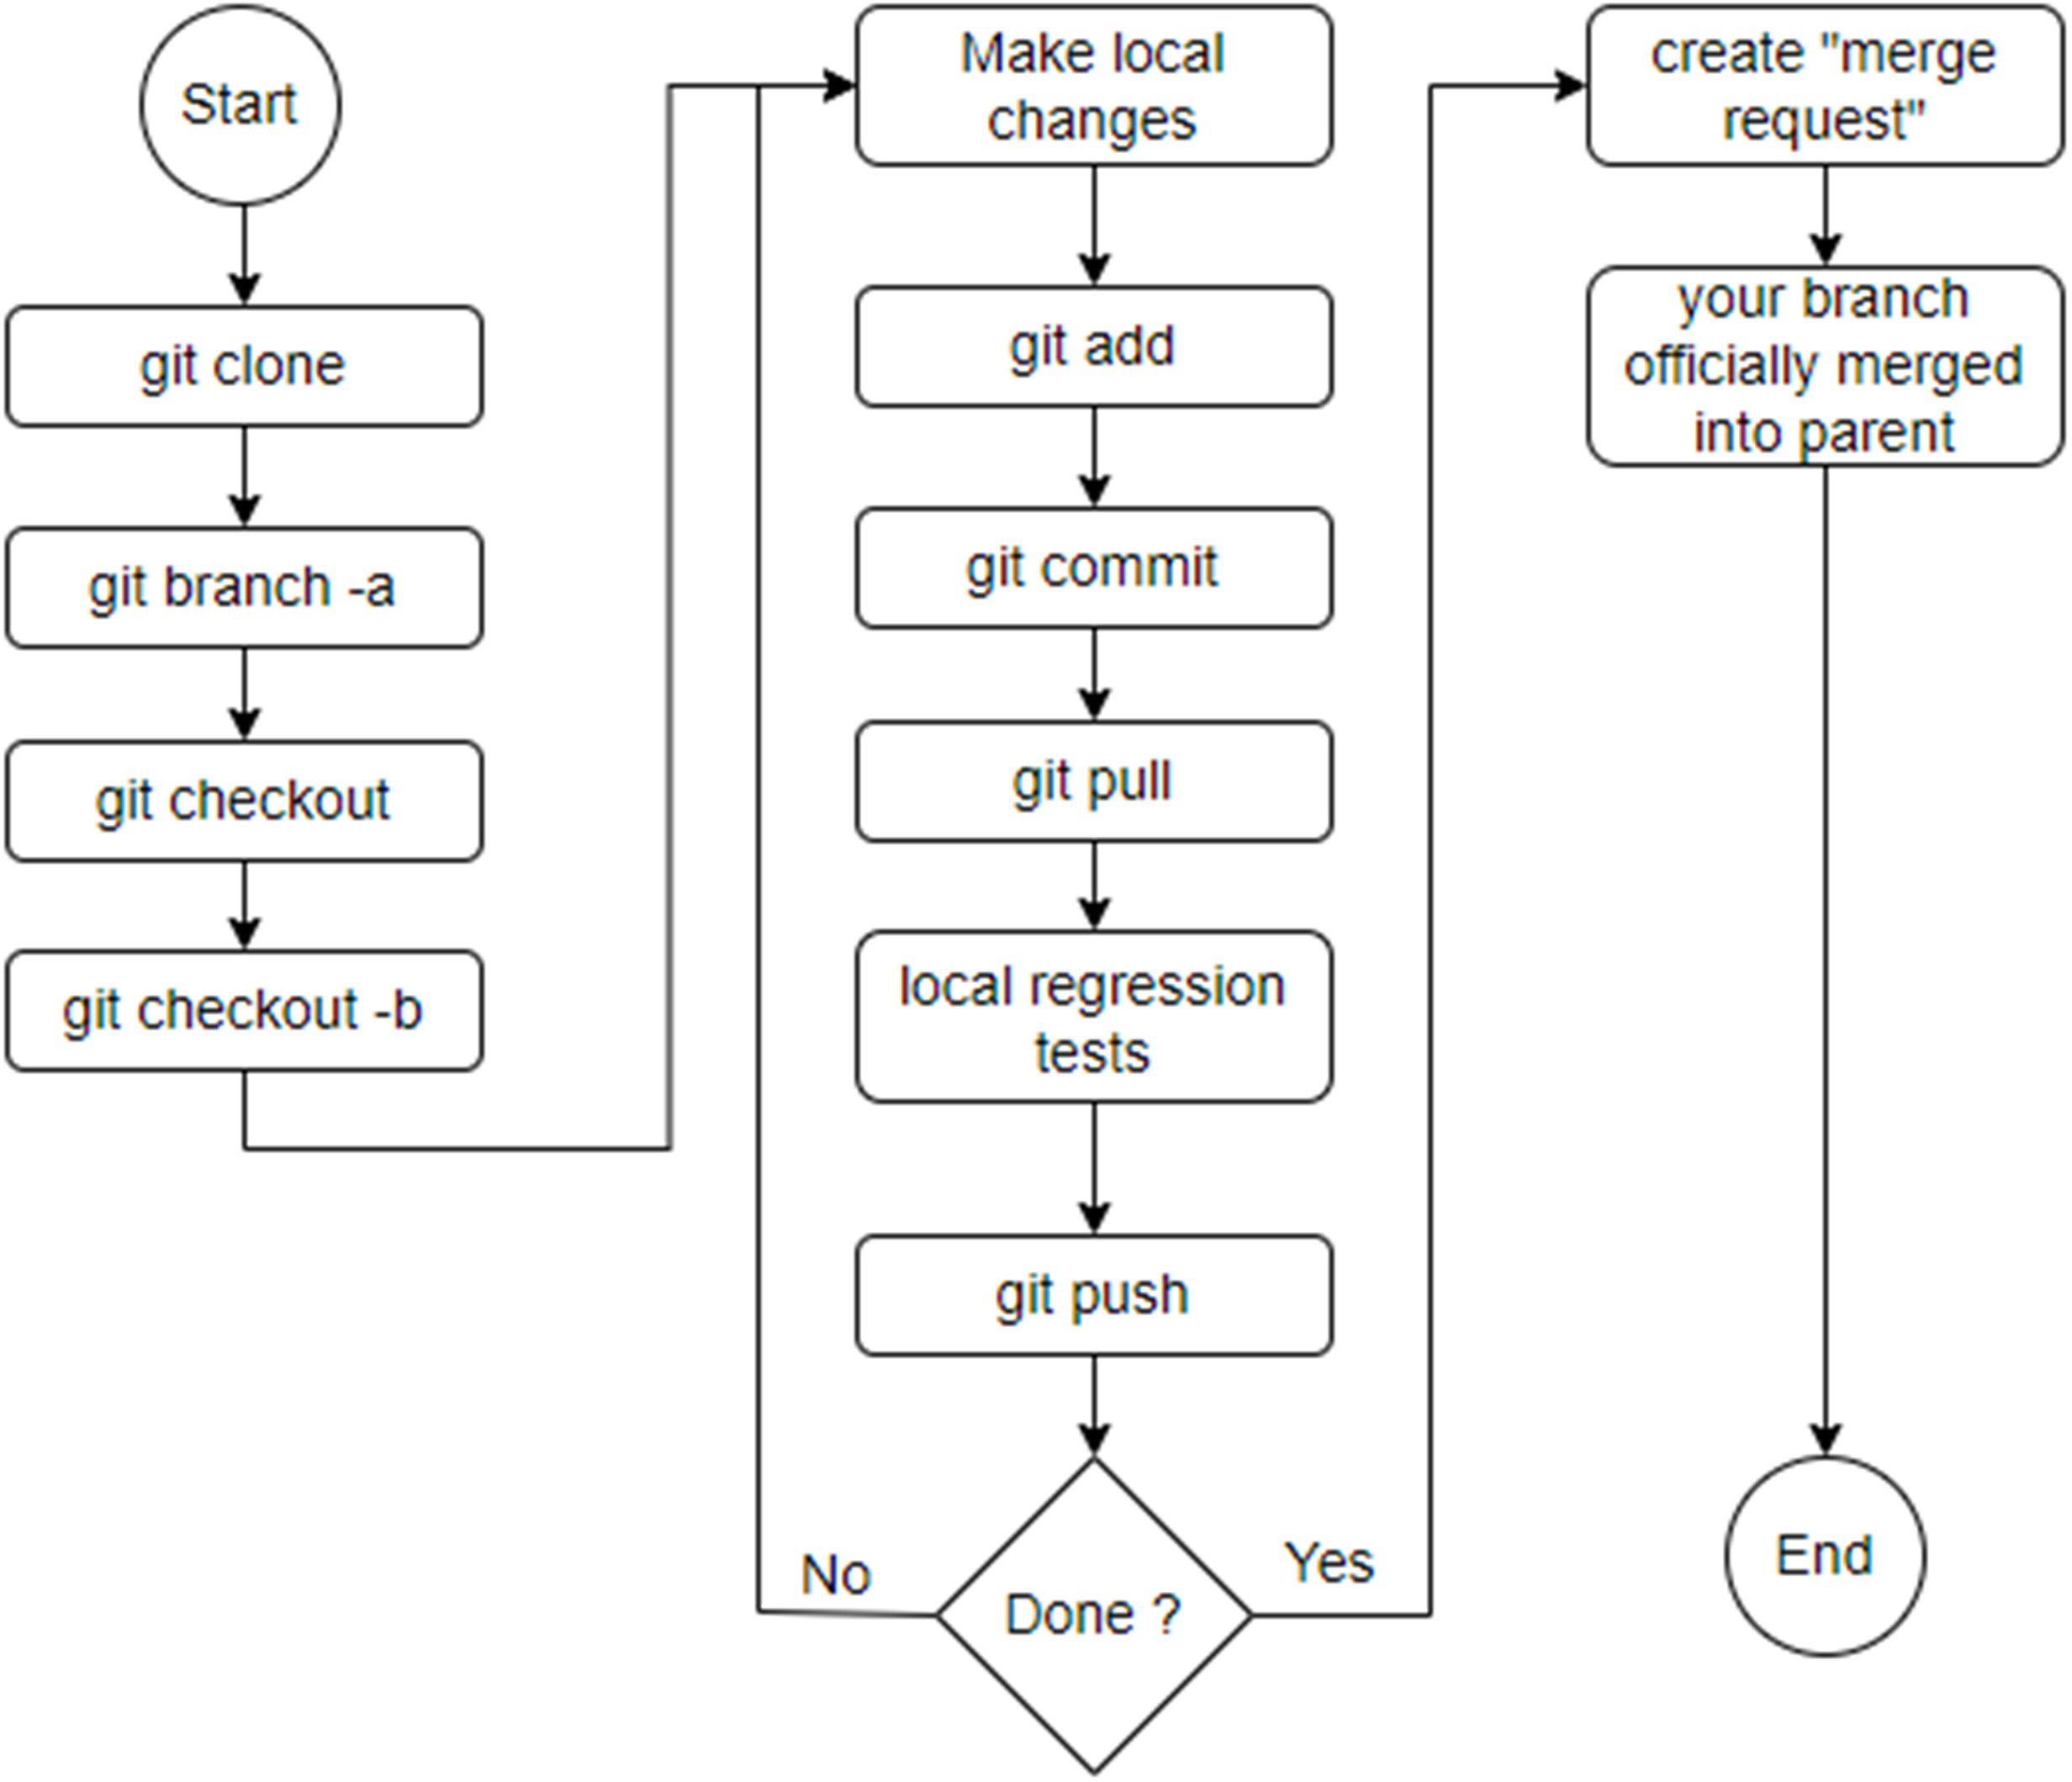 Start
git clone
git branch -a
git checkout
git checkout -b
Make local
changes
git add
git commit
git pull
local regression
tests
git push
Done ?
No
Yes
create "merge
request"
your branch
officially merged
into parent
End